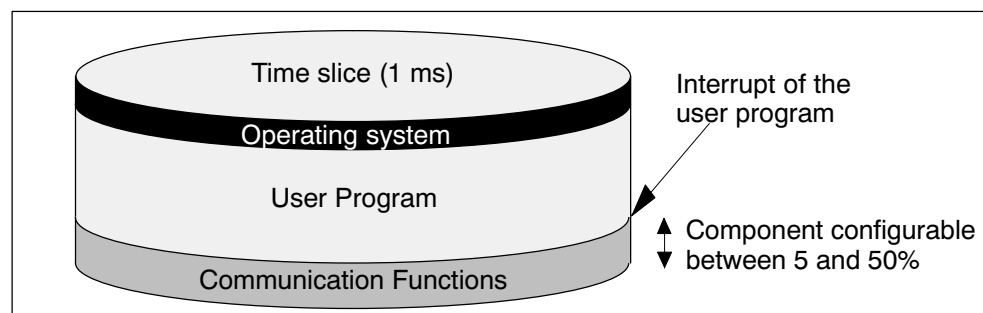 Time slice (1 ms)
Operating system
User Program
Communication Functions
Interrupt of the
user program
Component configurable
between 5 and 50%